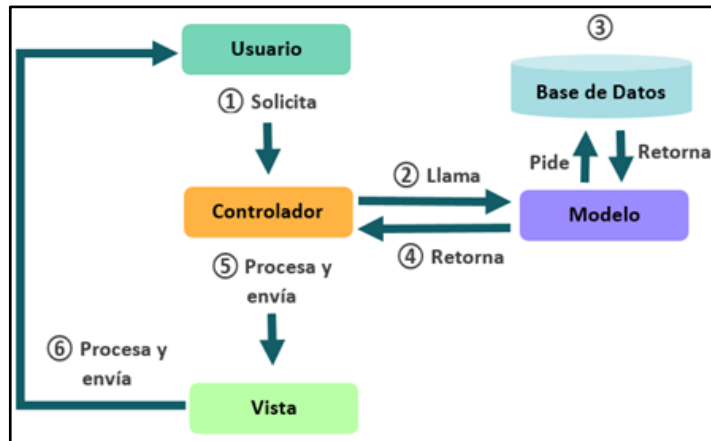 Usuario
① Solicita
③
Base de Datos
Pide
Retorna
② Llama
Controlador
Modelo
④ Retorna
⑤ Procesa y
envía
⑥ Procesa y
envía
Vista